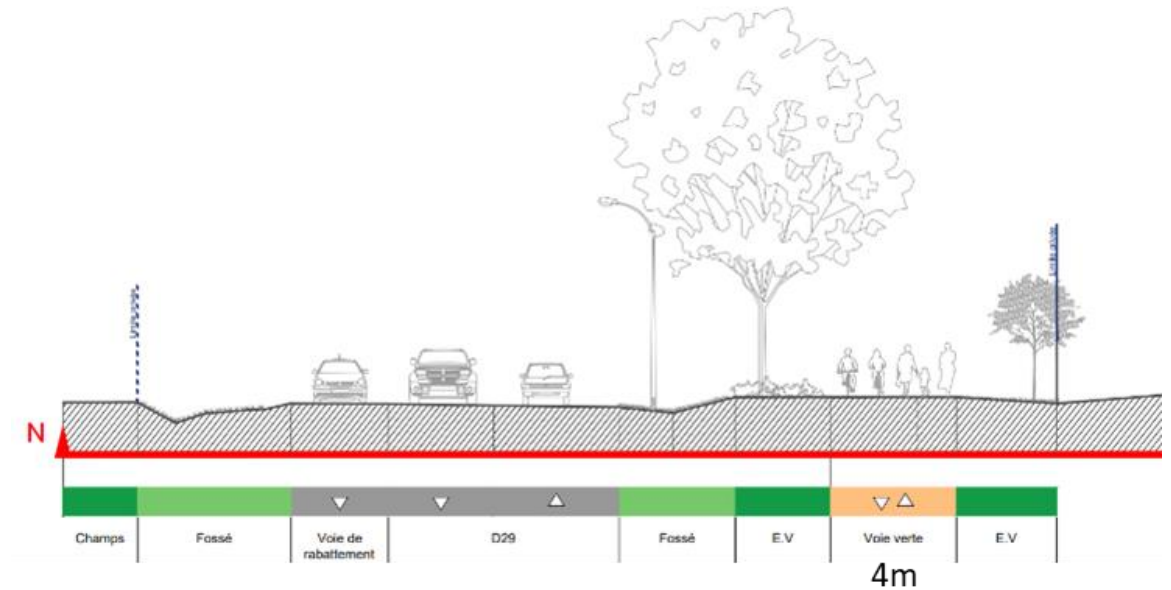 N
Champs
Fossé
Voie de
rabattement
D29
Fossé
E.V
Voie verte
E.V
4m